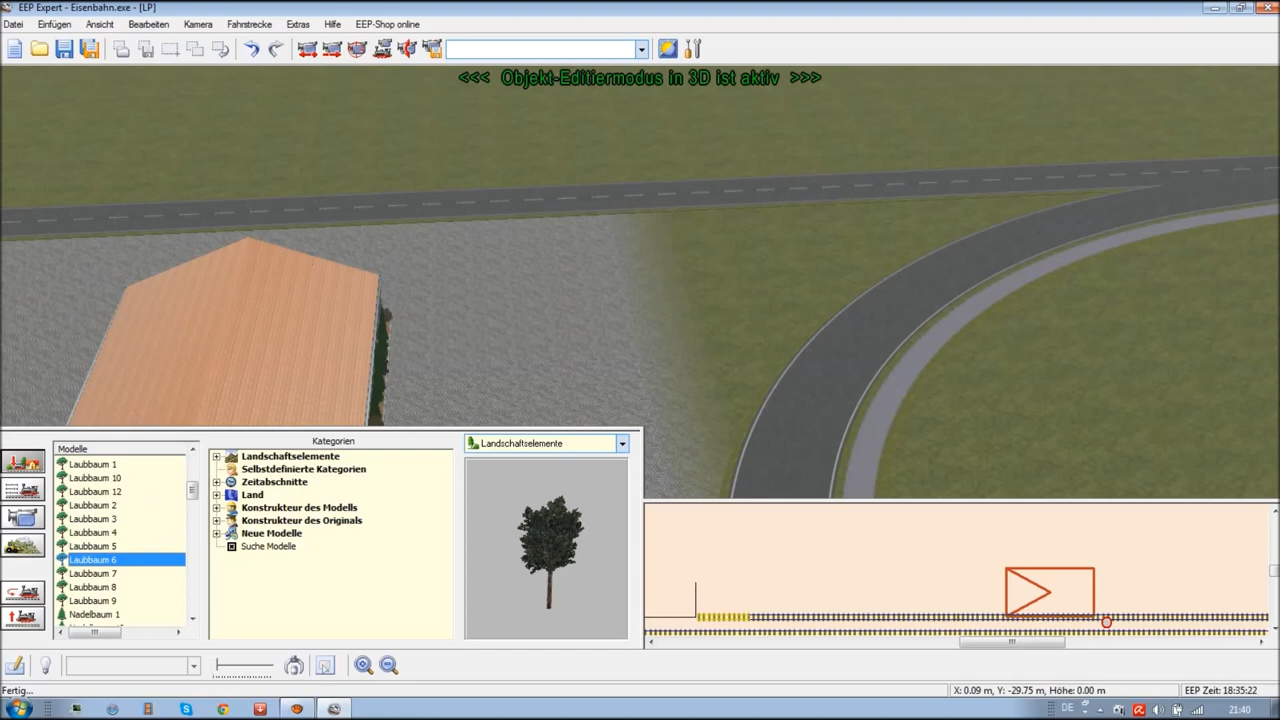 EEP Expert - Eisenbahn.exe - [LP]
Datei Einfügen Ansicht Bearbeiten Kamera Fahrstrecke Extras Hilfe EEP-Shop online
<<< Objekt-Editiermodus in 3D ist aktiv >>>
Modelle
Laubbaum 1
Laubbaum 10
Laubbaum 12
Laubbaum 2
Laubbaum 3
Laubbaum 4
Laubbaum 5
Laubbaum 6
Laubbaum 7
Laubbaum 8
Laubbaum 9
Nadelbaum 1
Kategorien
Landschaftselemente
Selbstdefinierte Kategorien
Zeitabschnitte
Land
Konstrukteur des Modells
Konstrukteur des Originals
Neue Modelle
Suche Modelle
Landschaftselemente
Fertig...
X: 0.09 m, Y: -29.75 m, Höhe: 0.00 m
EEP Zeit: 18:35:22
DE
21:40